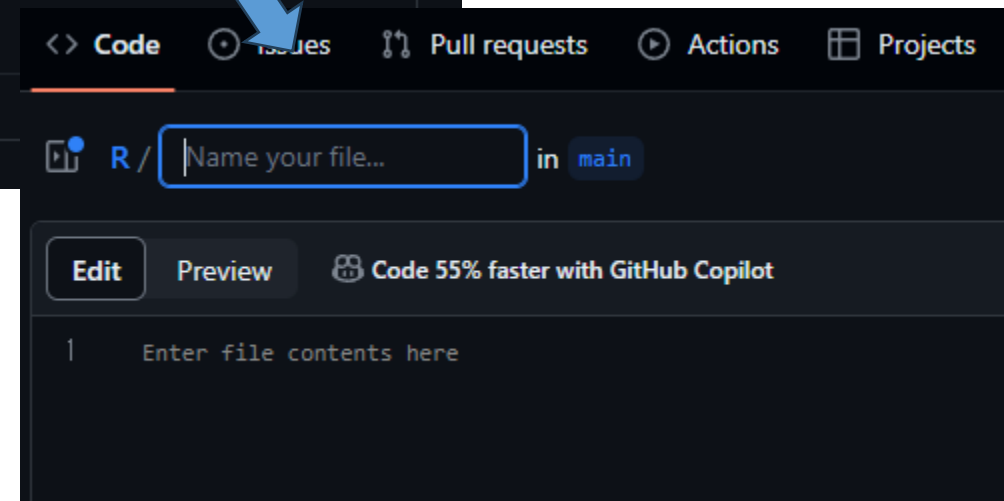 <> Code Issues Pull requests Actions Projects
R / Name your file... in main
Edit Preview Code 55% faster with GitHub Copilot
1 Enter file contents here